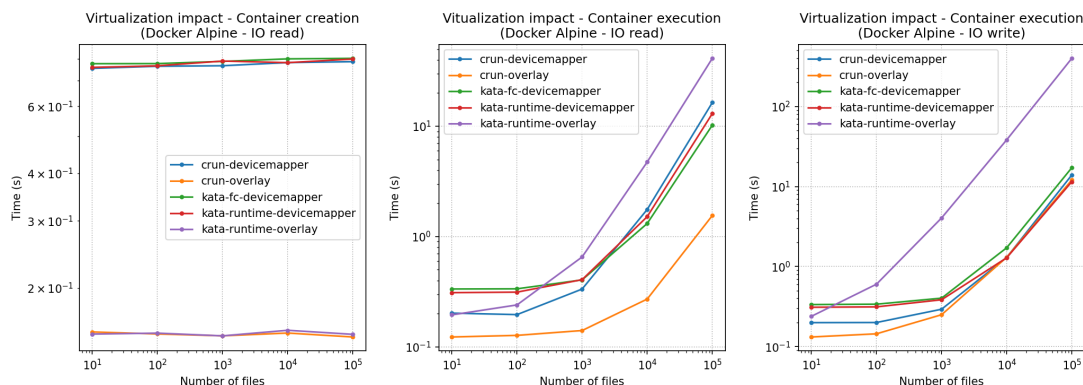 Virtualization impact - Container creation
(Docker Alpine - IO read)
6 × 10⁻¹
4 × 10⁻¹
3 × 10⁻¹
2 × 10⁻¹
Time (s)
crun-devicemapper
crun-overlay
kata-fc-devicemapper
kata-runtime-devicemapper
kata-runtime-overlay
10¹ 10² 10³ 10⁴ 10⁵
Number of files
Vitualization impact - Container execution
(Docker Alpine - IO read)
crun-devicemapper
crun-overlay
kata-fc-devicemapper
kata-runtime-devicemapper
kata-runtime-overlay
10¹
10⁰
10⁻¹
Time (s)
10¹ 10² 10³ 10⁴ 10⁵
Number of files
Virtualization impact - Container execution
(Docker Alpine - IO write)
crun-devicemapper
crun-overlay
kata-fc-devicemapper
kata-runtime-devicemapper
kata-runtime-overlay
10²
10¹
10⁰
10⁻¹
Time (s)
10¹ 10² 10³ 10⁴ 10⁵
Number of files